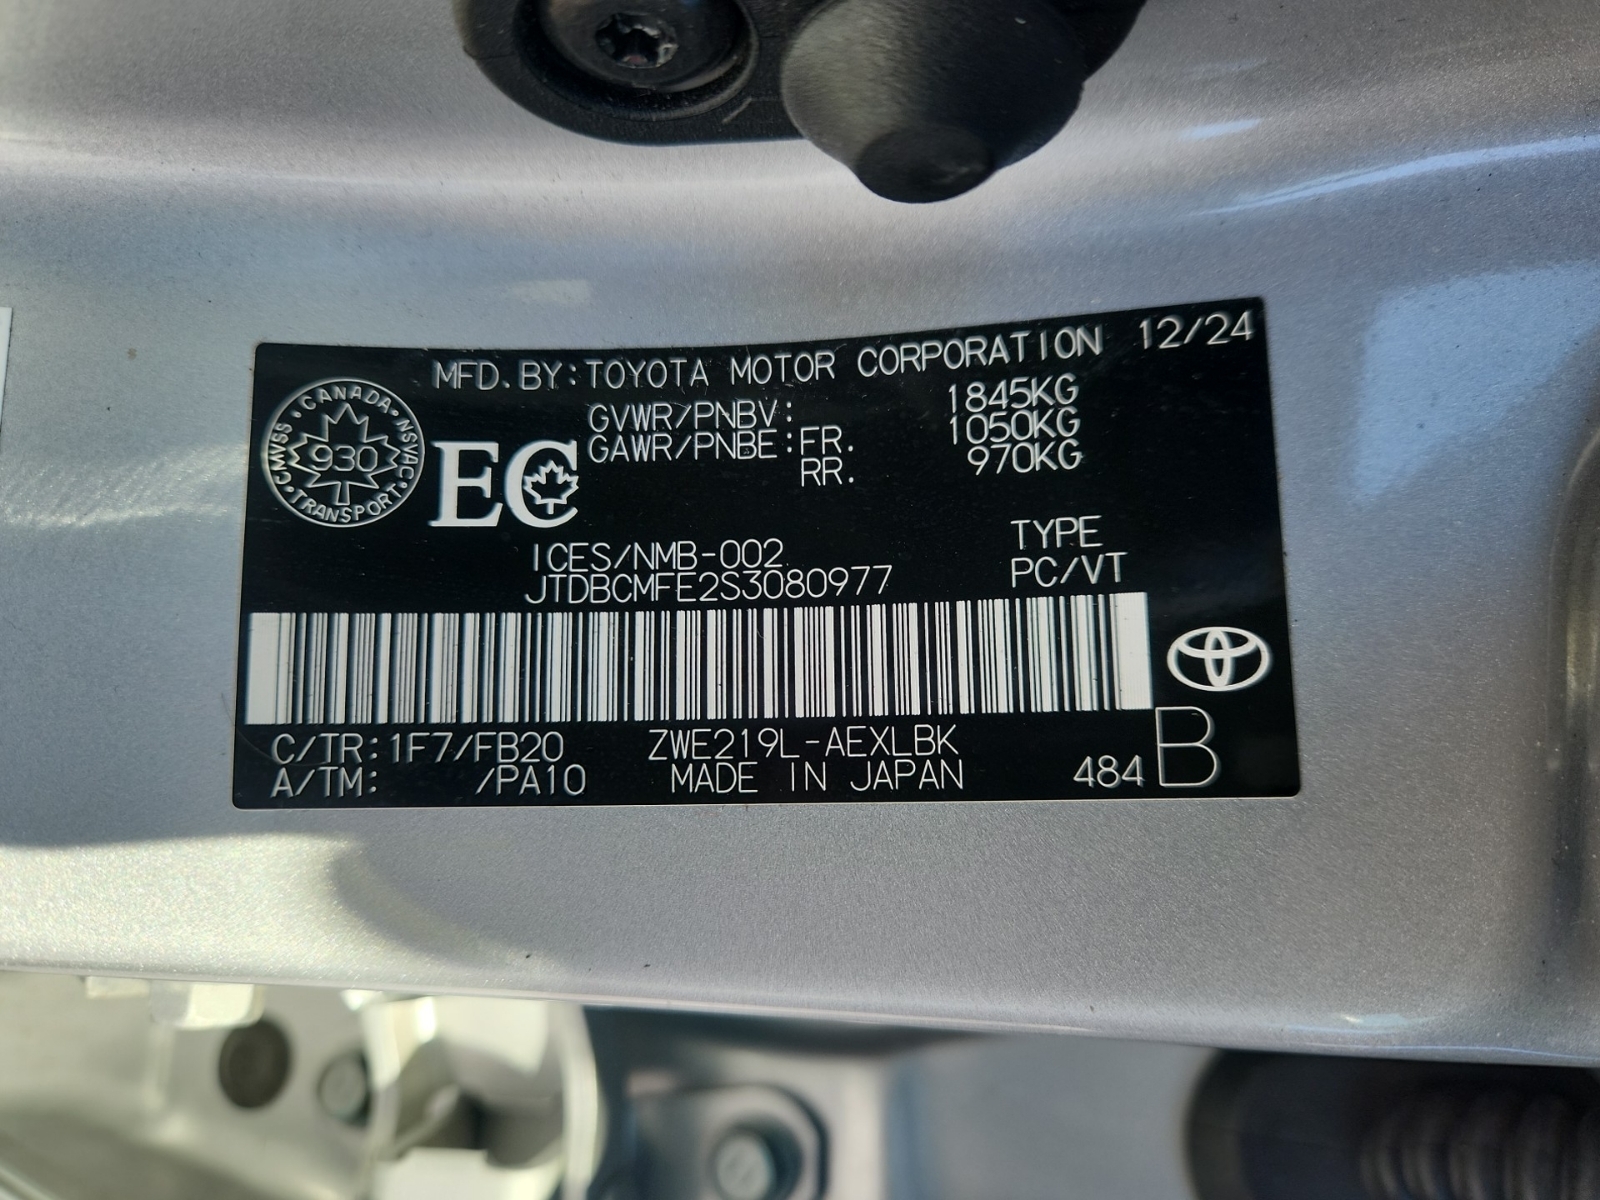 MFD.BY:TOYOTA MOTOR CORPORATION 12/24
GVWR/PNBV: 1845KG
GAWR/PNBE:FR. 1050KG
RR. 970KG
CANADA
CMVSS 930 NSVAC
TRANSPORT
EC
ICES/NMB-002
TYPE
JTDBCMFE2S3080977
PC/VT
C/TR:1F7/FB20 ZWE219L-AEXLBK
A/TM: /PA10 MADE IN JAPAN 484 B